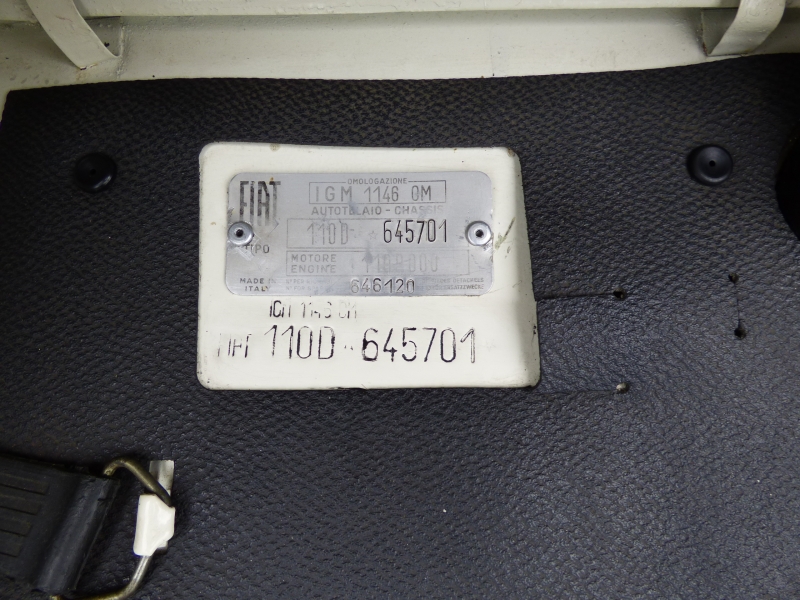 FIAT
OMOLOGAZIONE
IGM 1146 OM
AUTOTELAIO - CHASSIS
TIPO
110D 645701
MOTORE
ENGINE
MADE IN
ITALY
646120
IGM 1146 OM
FIAT 110D 645701